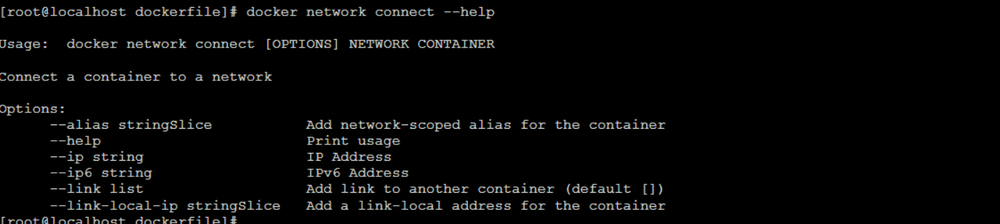 [root@localhost dockerfile]# docker network connect --help
Usage:  docker network connect [OPTIONS] NETWORK CONTAINER
Connect a container to a network
Options:
      --alias stringSlice           Add network-scoped alias for the container
      --help                        Print usage
      --ip string                   IP Address
      --ip6 string                  IPv6 Address
      --link list                   Add link to another container (default [])
      --link-local-ip stringSlice   Add a link-local address for the container
[root@localhost dockerfile]#